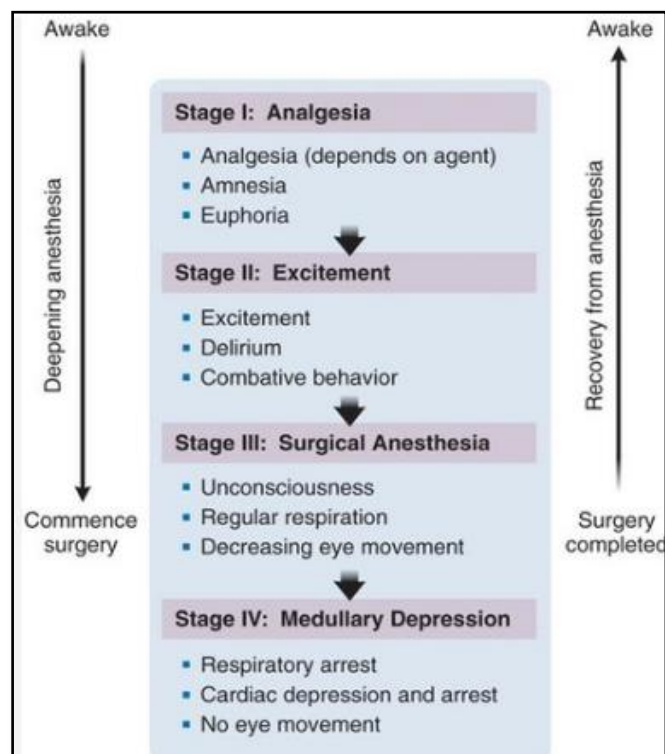 Awake
Awake
Stage I: Analgesia
▪ Analgesia (depends on agent)
▪ Amnesia
▪ Euphoria
Deepening anesthesia
Recovery from anesthesia
Stage II: Excitement
▪ Excitement
▪ Delirium
▪ Combative behavior
Stage III: Surgical Anesthesia
▪ Unconsciousness
▪ Regular respiration
▪ Decreasing eye movement
Commence
surgery
Surgery
completed
Stage IV: Medullary Depression
▪ Respiratory arrest
▪ Cardiac depression and arrest
▪ No eye movement